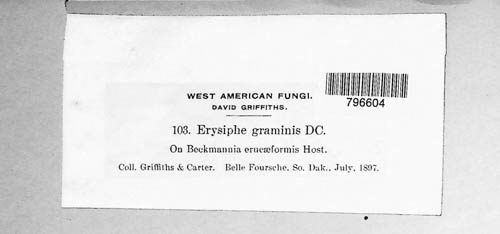 WEST AMERICAN FUNGI.
DAVID GRIFFITHS.
796604
103. Erysiphe graminis DC.
On Beckmannia erucæformis Host.
Coll. Griffiths & Carter. Belle Foursche, So. Dak., July, 1897.